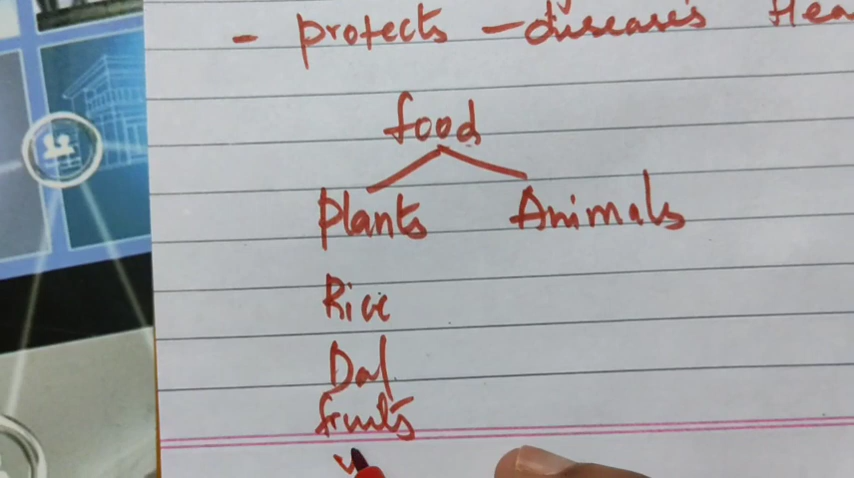 - protects - diseases
food
Plants Animals
Rice
Dal
fruits